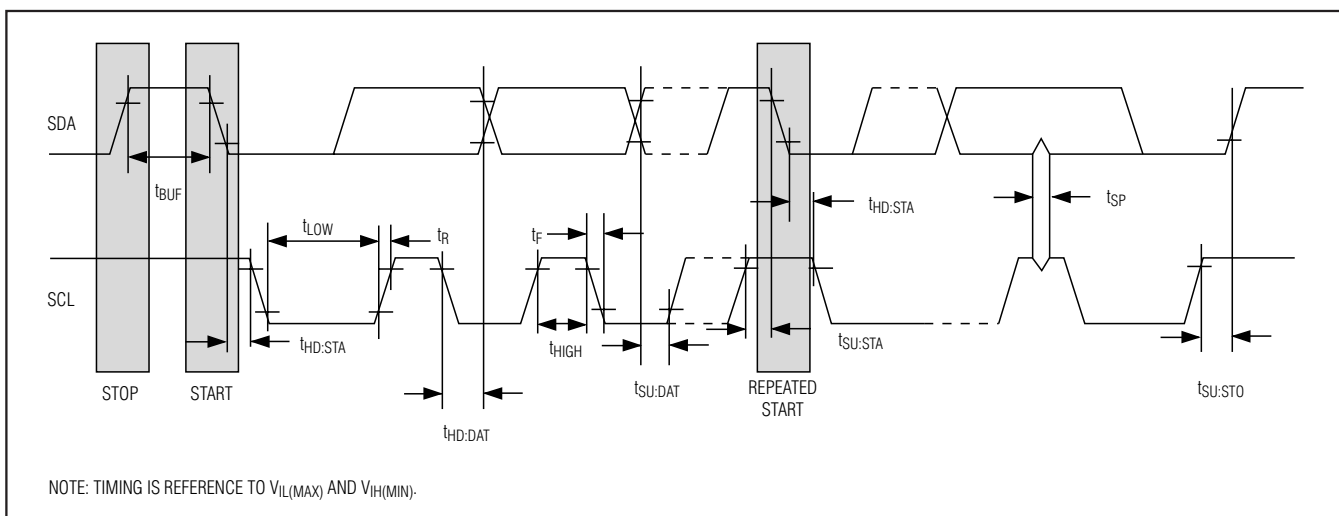 SDA
tBUF
tHD:STA
tSP
tLOW
tR
tF
SCL
tHD:STA
tHIGH
tSU:STA
tSU:DAT
STOP
START
REPEATED
START
tSU:STO
tHD:DAT
NOTE: TIMING IS REFERENCE TO VIL(MAX) AND VIH(MIN).